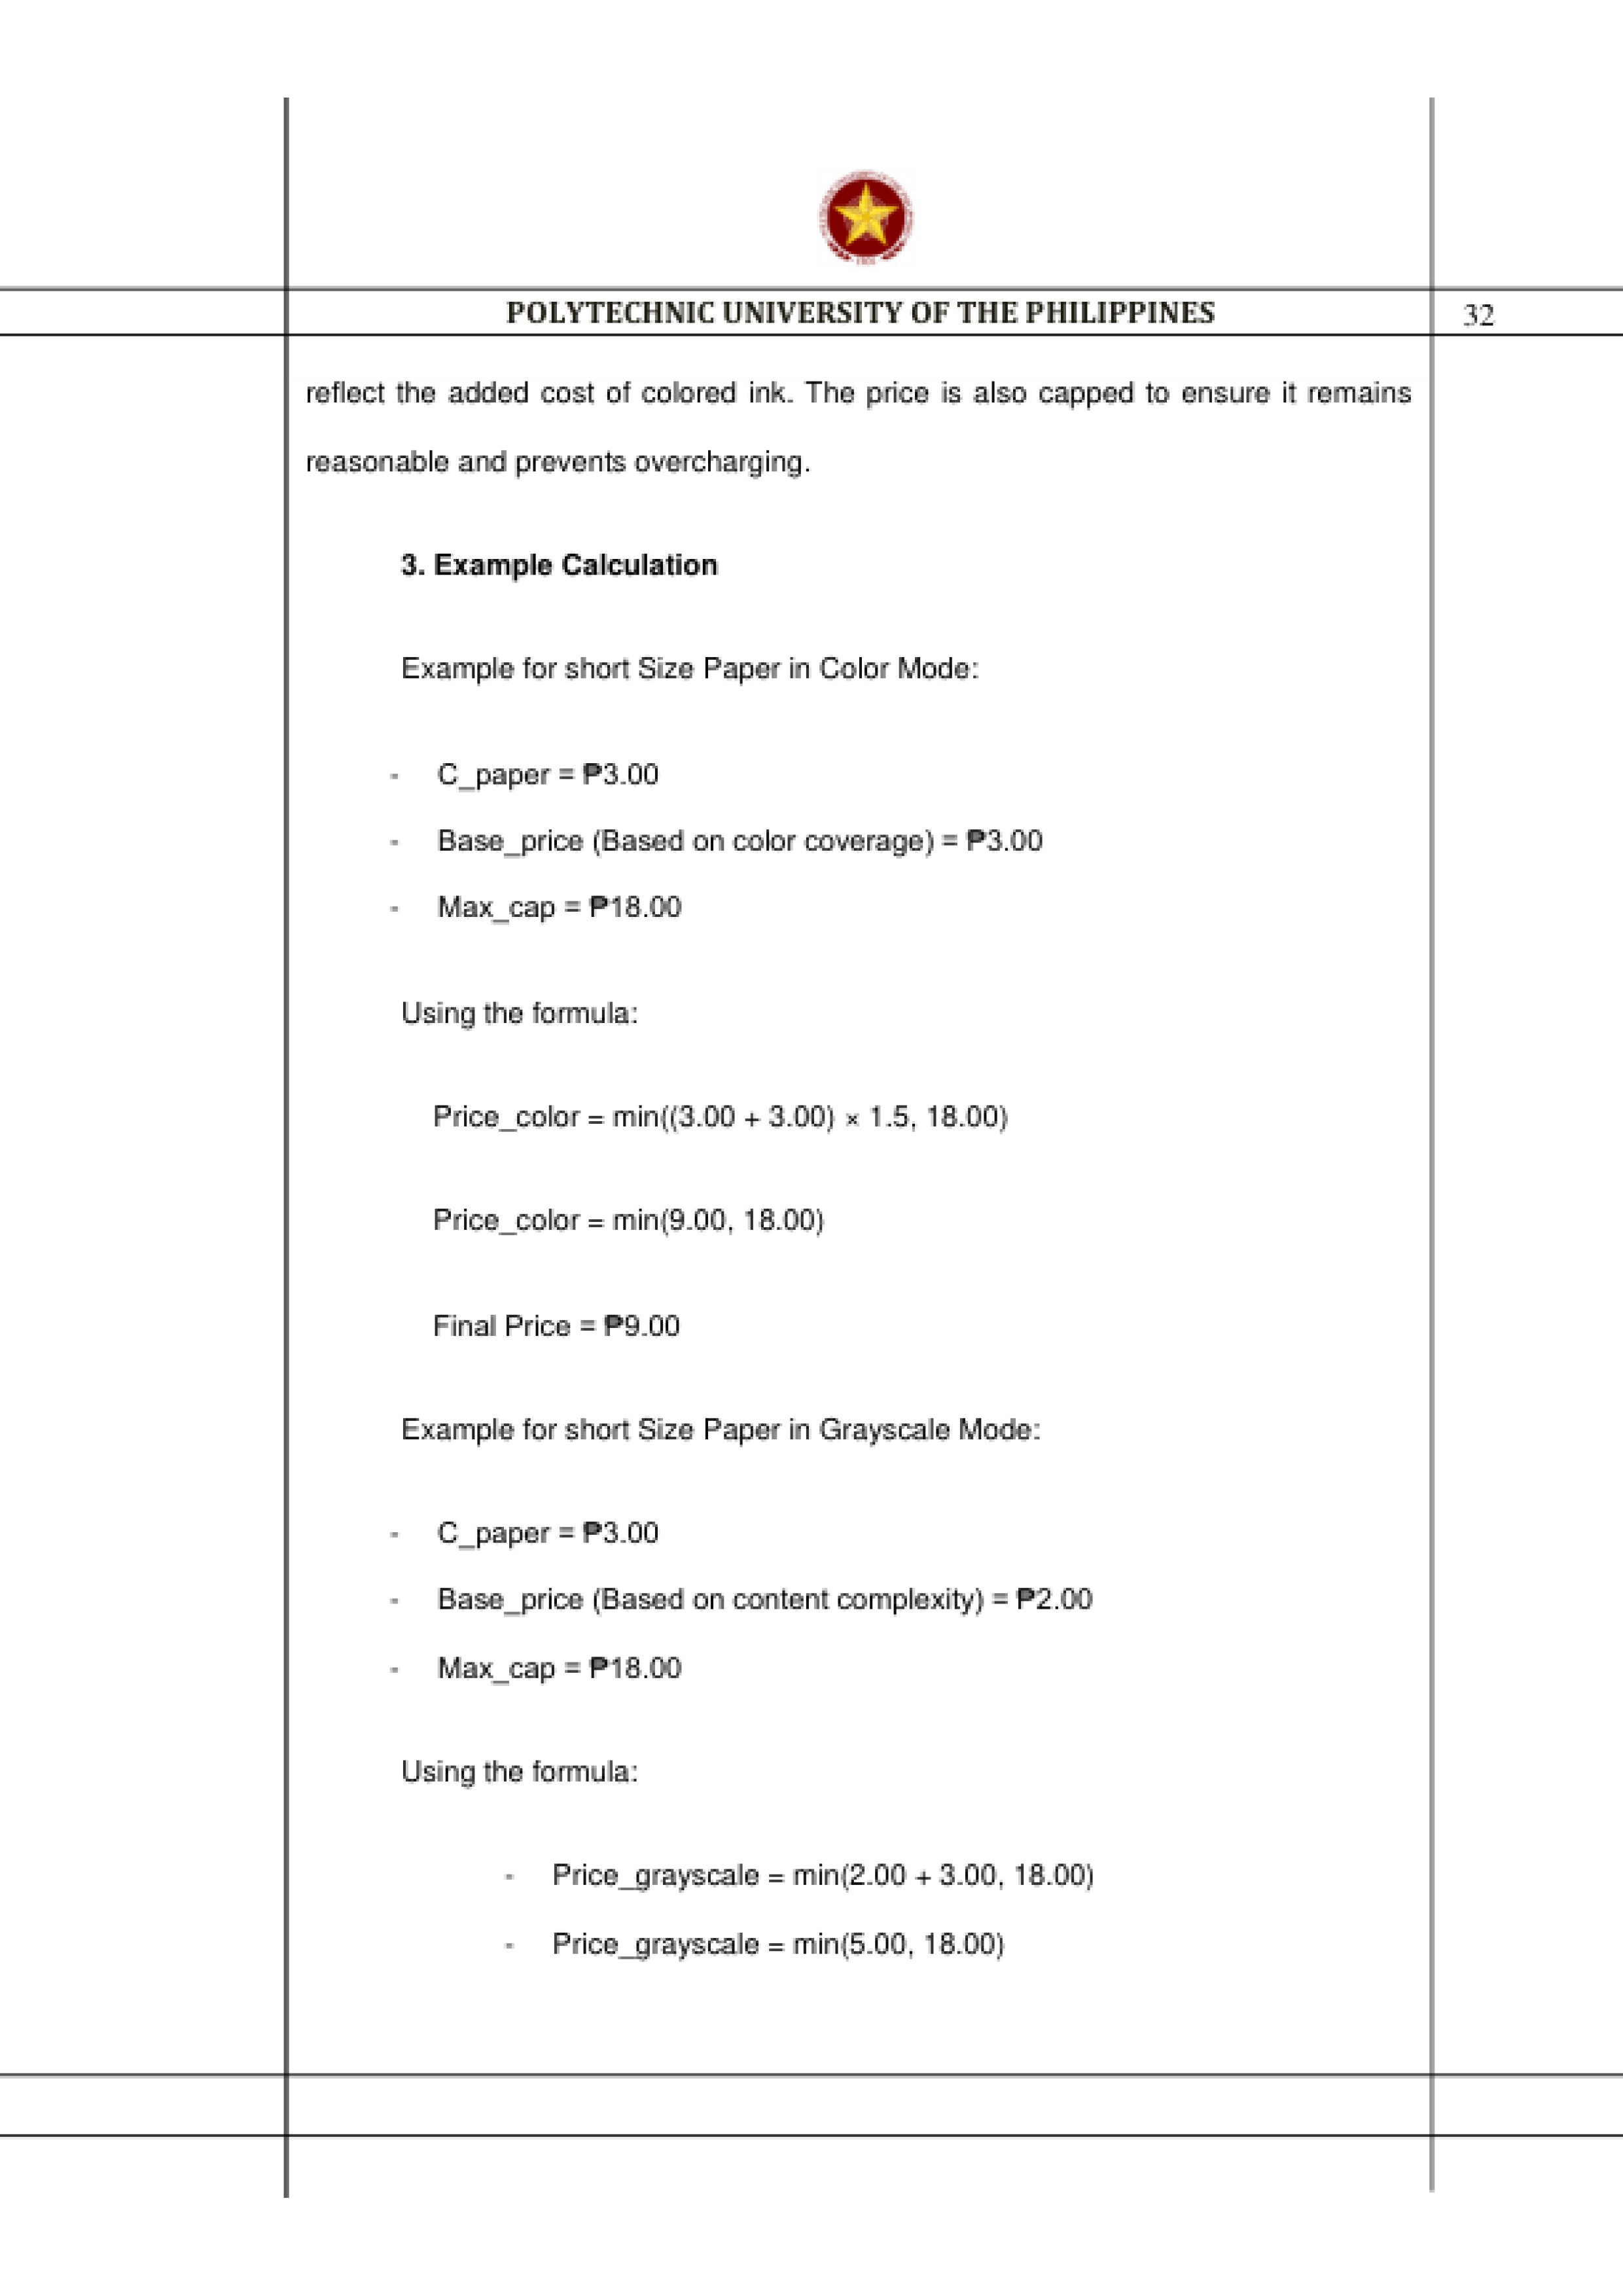 POLYTECHNIC UNIVERSITY OF THE PHILIPPINES
32
reflect the added cost of colored ink. The price is also capped to ensure it remains
reasonable and prevents overcharging.
3. Example Calculation
Example for short Size Paper in Color Mode:
- C_paper = ₱3.00
- Base_price (Based on color coverage) = ₱3.00
- Max_cap = ₱18.00
Using the formula:
Price_color = min((3.00 + 3.00) × 1.5, 18.00)
Price_color = min(9.00, 18.00)
Final Price = ₱9.00
Example for short Size Paper in Grayscale Mode:
- C_paper = ₱3.00
- Base_price (Based on content complexity) = ₱2.00
- Max_cap = ₱18.00
Using the formula:
- Price_grayscale = min(2.00 + 3.00, 18.00)
- Price_grayscale = min(5.00, 18.00)